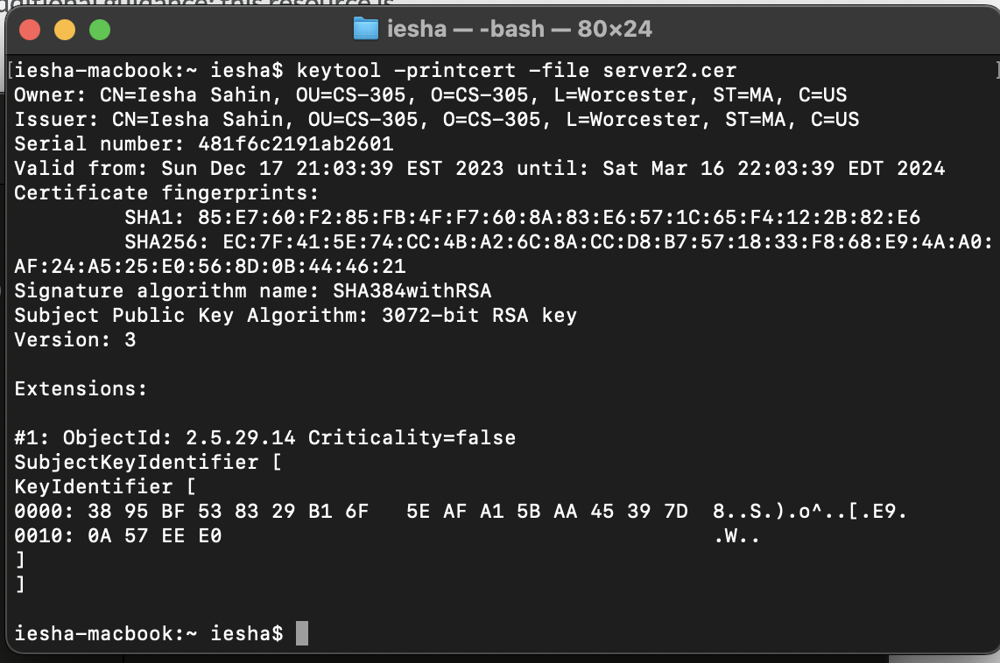 dditional guidance; this resource is
iesha — -bash — 80×24
[iesha-macbook:~ iesha$ keytool -printcert -file server2.cer ]
Owner: CN=Iesha Sahin, OU=CS-305, O=CS-305, L=Worcester, ST=MA, C=US
Issuer: CN=Iesha Sahin, OU=CS-305, O=CS-305, L=Worcester, ST=MA, C=US
Serial number: 481f6c2191ab2601
Valid from: Sun Dec 17 21:03:39 EST 2023 until: Sat Mar 16 22:03:39 EDT 2024
Certificate fingerprints:
SHA1: 85:E7:60:F2:85:FB:4F:F7:60:8A:83:E6:57:1C:65:F4:12:2B:82:E6
SHA256: EC:7F:41:5E:74:CC:4B:A2:6C:8A:CC:D8:B7:57:18:33:F8:68:E9:4A:A0:
AF:24:A5:25:E0:56:8D:0B:44:46:21
Signature algorithm name: SHA384withRSA
Subject Public Key Algorithm: 3072-bit RSA key
Version: 3
Extensions:
#1: ObjectId: 2.5.29.14 Criticality=false
SubjectKeyIdentifier [
KeyIdentifier [
0000: 38 95 BF 53 83 29 B1 6F   5E AF A1 5B AA 45 39 7D  8..S.).o^..[.E9.
0010: 0A 57 EE E0                                        .W..
]
]
iesha-macbook:~ iesha$